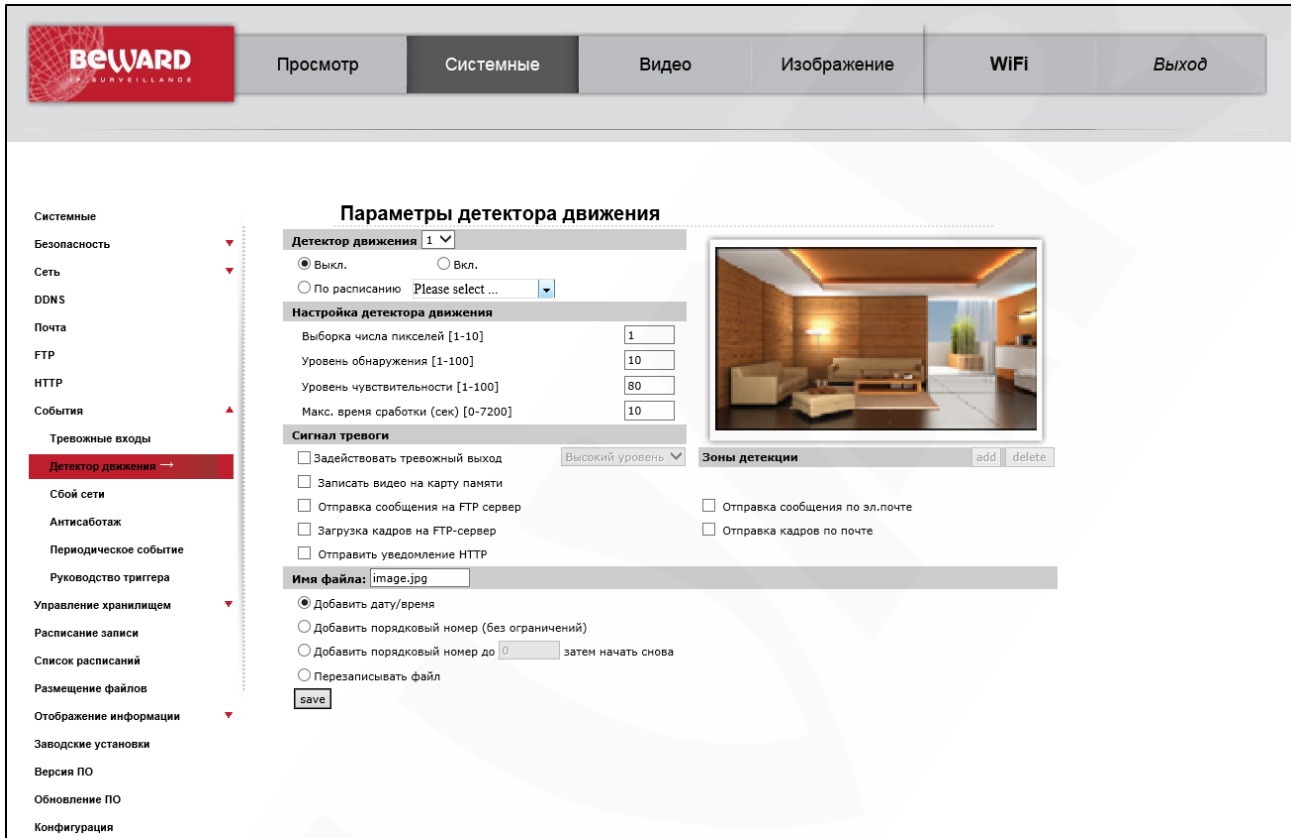 BEWARD
IP SURVEILLANCE
Просмотр
Системные
Видео
Изображение
WiFi
Выход
Системные
Безопасность
Сеть
DDNS
Почта
FTP
HTTP
События
Тревожные входы
Детектор движения →
Сбой сети
Антисаботаж
Периодическое событие
Руководство триггера
Управление хранилищем
Расписание записи
Список расписаний
Размещение файлов
Отображение информации
Заводские установки
Версия ПО
Обновление ПО
Конфигурация
Параметры детектора движения
Детектор движения 1
Выкл. Вкл.
По расписанию Please select ...
Настройка детектора движения
Выборка числа пикселей [1-10] 1
Уровень обнаружения [1-100] 10
Уровень чувствительности [1-100] 80
Макс. время сработки (сек) [0-7200] 10
Сигнал тревоги
Задействовать тревожный выход Высокий уровень Зоны детекции add delete
Записать видео на карту памяти
Отправка сообщения на FTP сервер Отправка сообщения по эл.почте
Загрузка кадров на FTP-сервер Отправка кадров по почте
Отправить уведомление HTTP
Имя файла: image.jpg
Добавить дату/время
Добавить порядковый номер (без ограничений)
Добавить порядковый номер до 0 затем начать снова
Перезаписывать файл
save